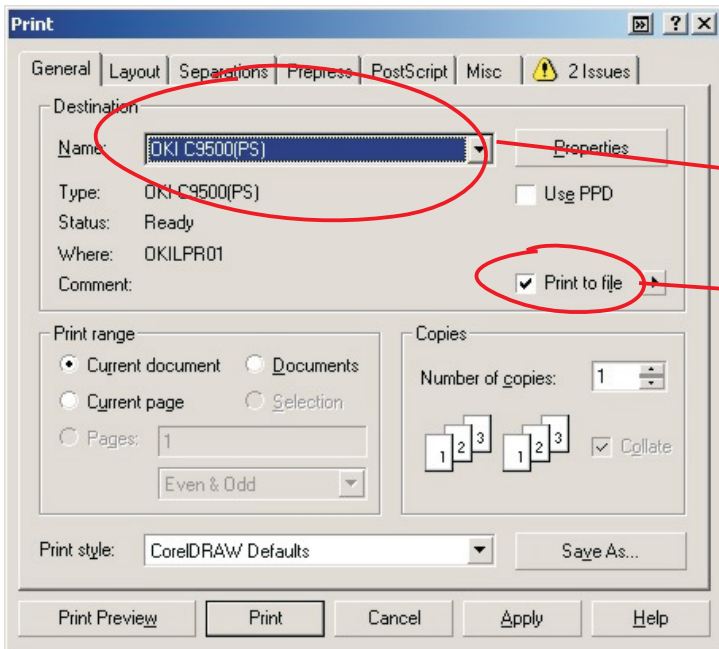 Print
General Layout Separations Prepress PostScript Misc 2 Issues
Destination
Name: OKI C9500(PS) Properties
Type: OKI C9500(PS) Use PPD
Status: Ready
Where: OKILPR01
Comment: Print to file
Print range
Current document Documents
Current page Selection
Pages: 1
Even & Odd
Copies
Number of copies: 1
1 2 3 1 2 3 Collate
Print style: CorelDRAW Defaults Save As...
Print Preview Print Cancel Apply Help